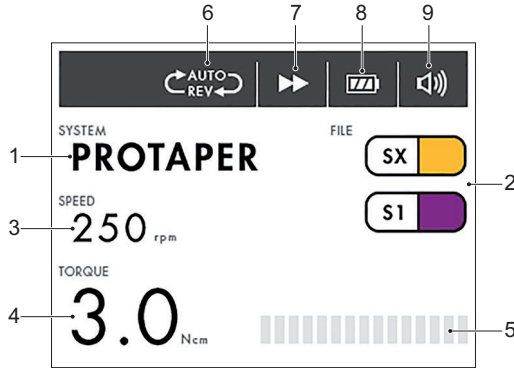 6 7 8 9
AUTO
REV
SYSTEM FILE
1 PROTAPER SX
2
SPEED S1
3 250 rpm
TORQUE
4 3.0 Ncm 5